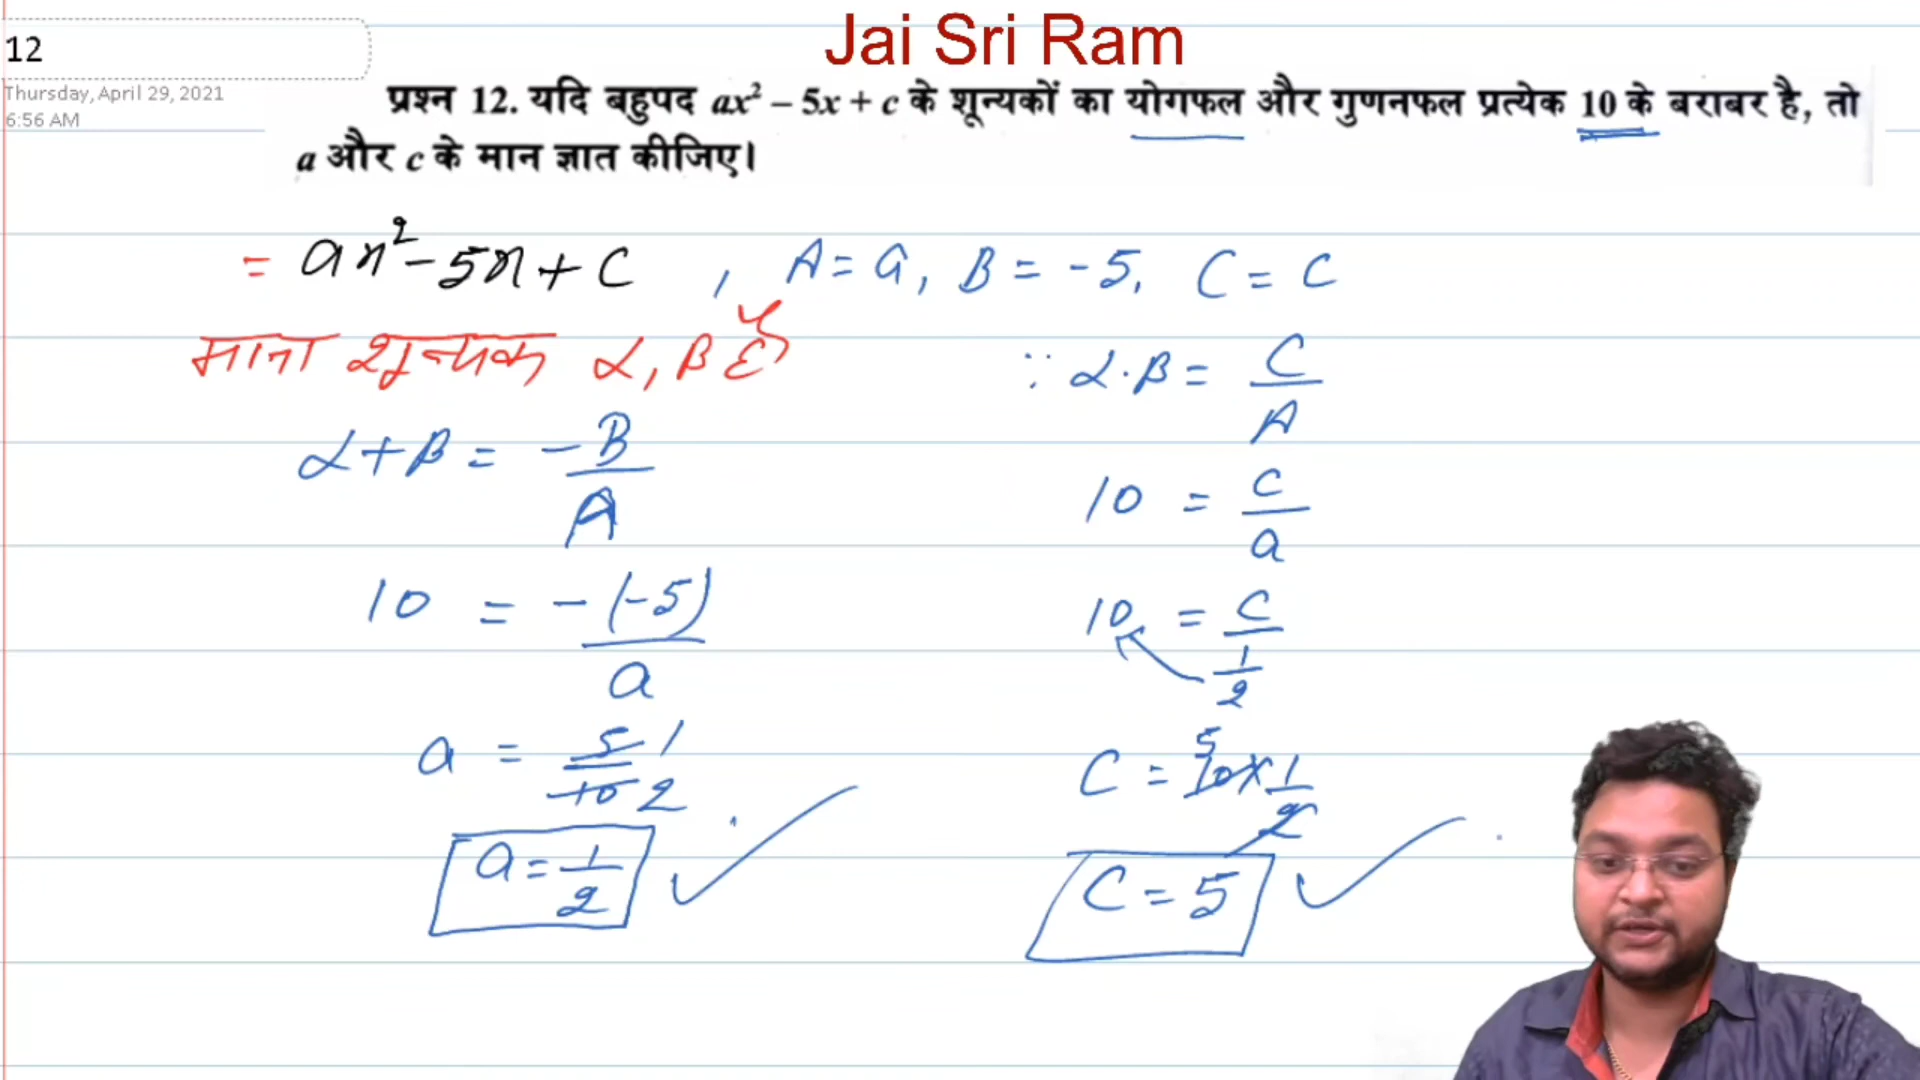 Jai Sri Ram
12
Thursday, April 29, 2021
6:56 AM
प्रश्न 12. यदि बहुपद ax² – 5x + c के शून्यकों का योगफल और गुणनफल प्रत्येक 10 के बराबर है, तो
a और c के मान ज्ञात कीजिए।
= ax² - 5x + c , A = a, B = -5, C = c
माना शून्यक α, β है
α + β = -B/A
10 = -(-5)/a
a = 5/10 1/2
a = 1/2
∵ α·β = C/A
10 = c/a
10 = c/(1/2)
C = 10 × 1/2 5
C = 5